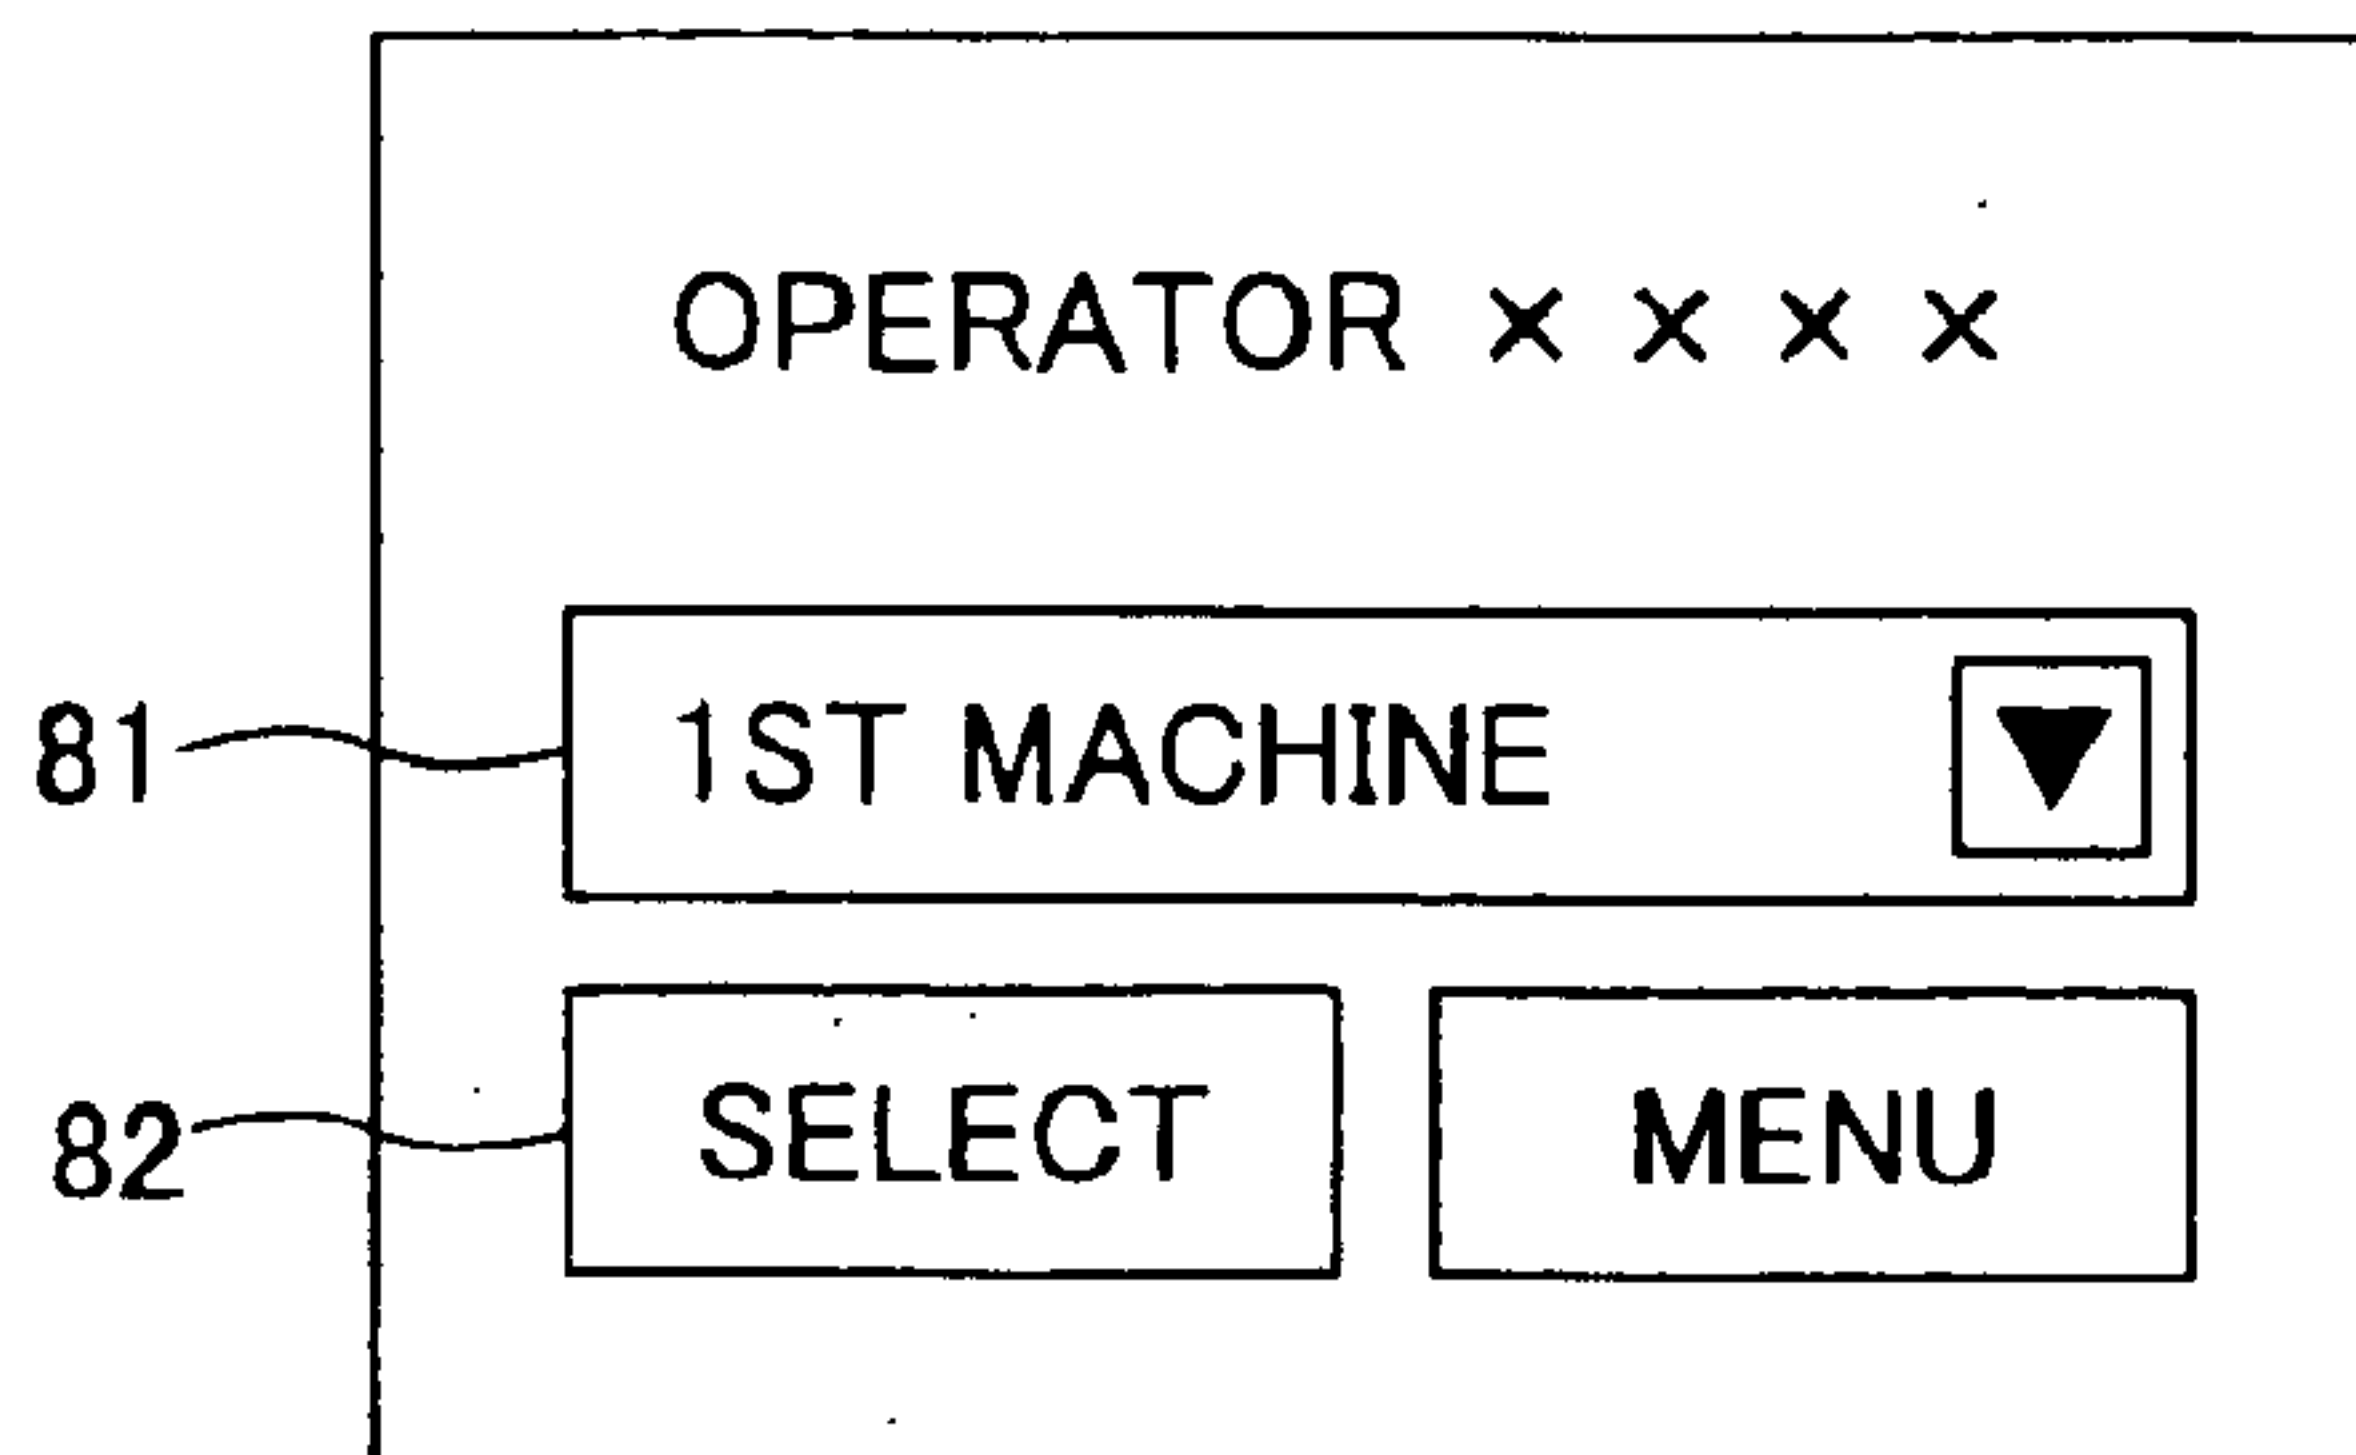 OPERATOR × × × ×
81 1ST MACHINE ▼
82 SELECT MENU